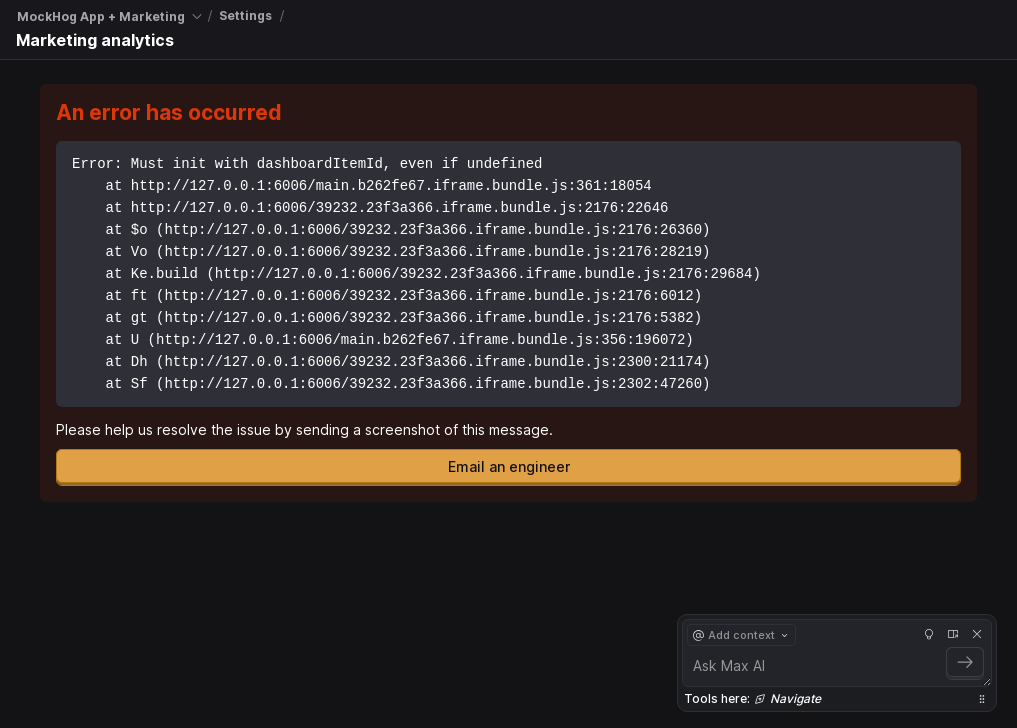 MockHog App + Marketing / Settings /
Marketing analytics
An error has occurred
Error: Must init with dashboardItemId, even if undefined
    at http://127.0.0.1:6006/main.b262fe67.iframe.bundle.js:361:18054
    at http://127.0.0.1:6006/39232.23f3a366.iframe.bundle.js:2176:22646
    at $o (http://127.0.0.1:6006/39232.23f3a366.iframe.bundle.js:2176:26360)
    at Vo (http://127.0.0.1:6006/39232.23f3a366.iframe.bundle.js:2176:28219)
    at Ke.build (http://127.0.0.1:6006/39232.23f3a366.iframe.bundle.js:2176:29684)
    at ft (http://127.0.0.1:6006/39232.23f3a366.iframe.bundle.js:2176:6012)
    at gt (http://127.0.0.1:6006/39232.23f3a366.iframe.bundle.js:2176:5382)
    at U (http://127.0.0.1:6006/main.b262fe67.iframe.bundle.js:356:196072)
    at Dh (http://127.0.0.1:6006/39232.23f3a366.iframe.bundle.js:2300:21174)
    at Sf (http://127.0.0.1:6006/39232.23f3a366.iframe.bundle.js:2302:47260)
Please help us resolve the issue by sending a screenshot of this message.
Email an engineer
@ Add context
Ask Max AI
Tools here: Navigate